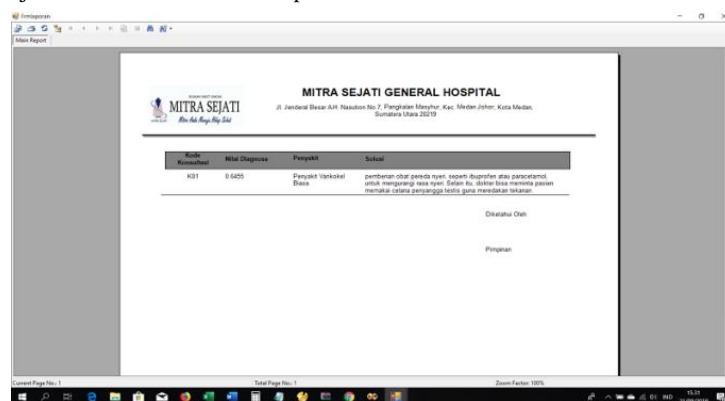 Frmlaporan
Main Report
MITRA SEJATI
MITRA SEJATI GENERAL HOSPITAL
Jl. Jenderal Besar A.H. Nasution No.7, Pangkalan Masyhur, Kec. Medan Johor, Kota Medan,
Sumatera Utara 20219
Kode Konsultasi Nilai Diagnosa Penyakit Solusi
K01 0.6455 Penyakit Varikokel Biasa
pemberian obat pereda nyeri, seperti ibuprofen atau paracetamol,
untuk mengurangi rasa nyeri. Selain itu, dokter bisa meminta pasien
memakai celana penyangga testis guna meredakan tekanan.
Diketahui Oleh
Pimpinan
Current Page No.: 1 Total Page No.: 1 Zoom Factor: 100%
IND 15.31